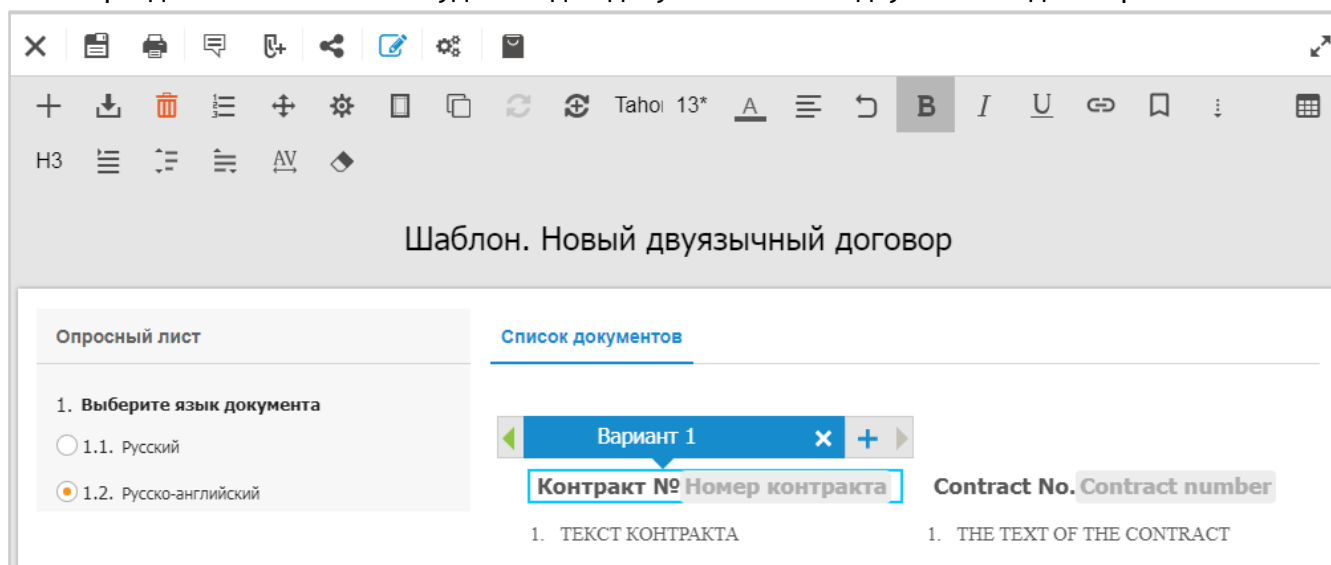 Тahо 13* A B I U
H3 AV
Шаблон. Новый двуязычный договор
Опросный лист
Список документов
1. Выберите язык документа
1.1. Русский
1.2. Русско-английский
Вариант 1
Контракт № Номер контракта
Contract No. Contract number
1. ТЕКСТ КОНТРАКТА
1. THE TEXT OF THE CONTRACT